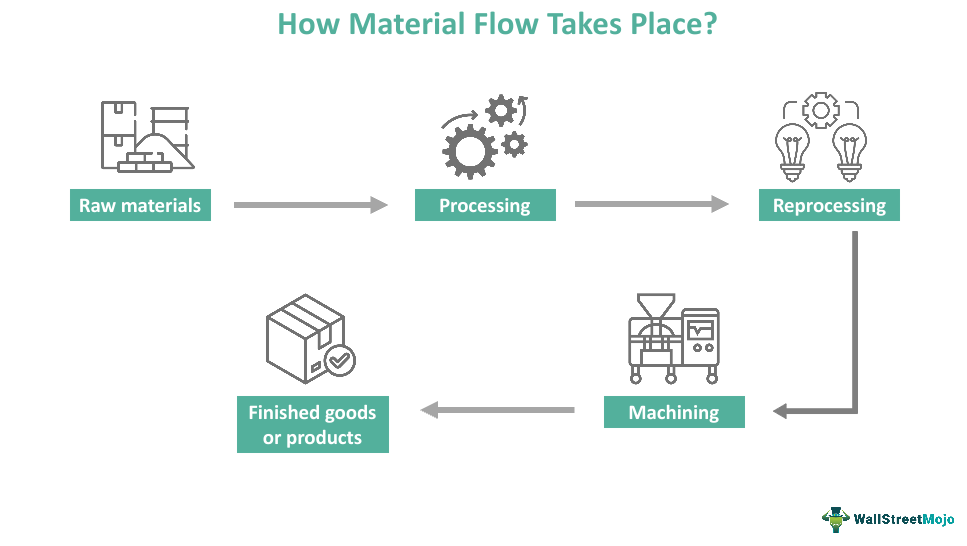 How Material Flow Takes Place?
Raw materials
Processing
Reprocessing
Finished goods
or products
Machining
WallStreetMojo